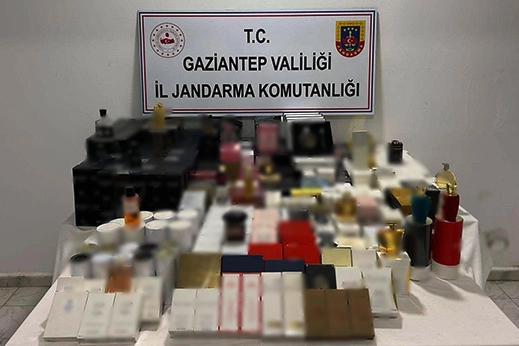 T.C.
GAZİANTEP VALİLİĞİ
İL JANDARMA KOMUTANLIĞI